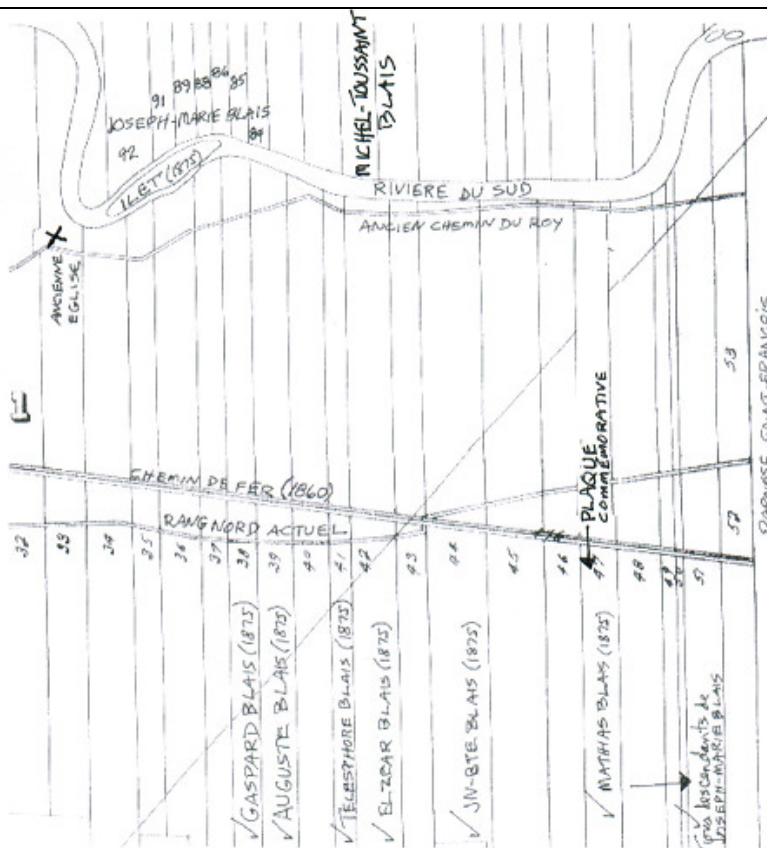 MICHEL-TOUSSAINT
BLAIS
91 89 88 86 85
JOSEPH-MARIE BLAIS
92
84
ILET (1875)
RIVIERE DU SUD
ANCIEN CHEMIN DU ROY
ANCIENNE
EGLISE
PAROISSE SAINT-FRANÇOIS
53
52
PLAQUE
COMMÉMORATIVE
CHEMIN DE FER (1860)
RANG NORD ACTUEL
32
33
34
35
36
37
38
39
40
41
42
43
44
45
46
47
48
49
50
51
✓GASPARD BLAIS (1875)
✓AUGUSTE BLAIS (1875)
✓TELESPHORE BLAIS (1875)
✓ELZEAR BLAIS (1875)
✓JN-BTE BLAIS (1875)
✓MATHIAS BLAIS (1875)
descendants de
JOSEPH-MARIE BLAIS